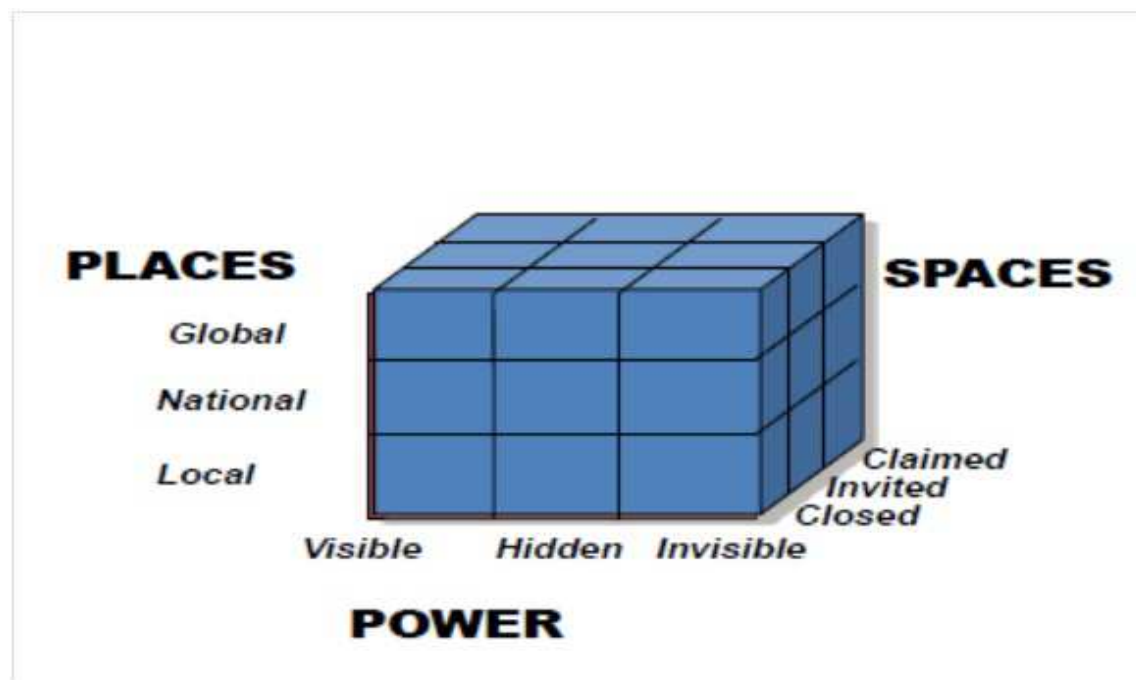 PLACES
SPACES
Global
National
Local
Claimed
Invited
Closed
Visible Hidden Invisible
POWER